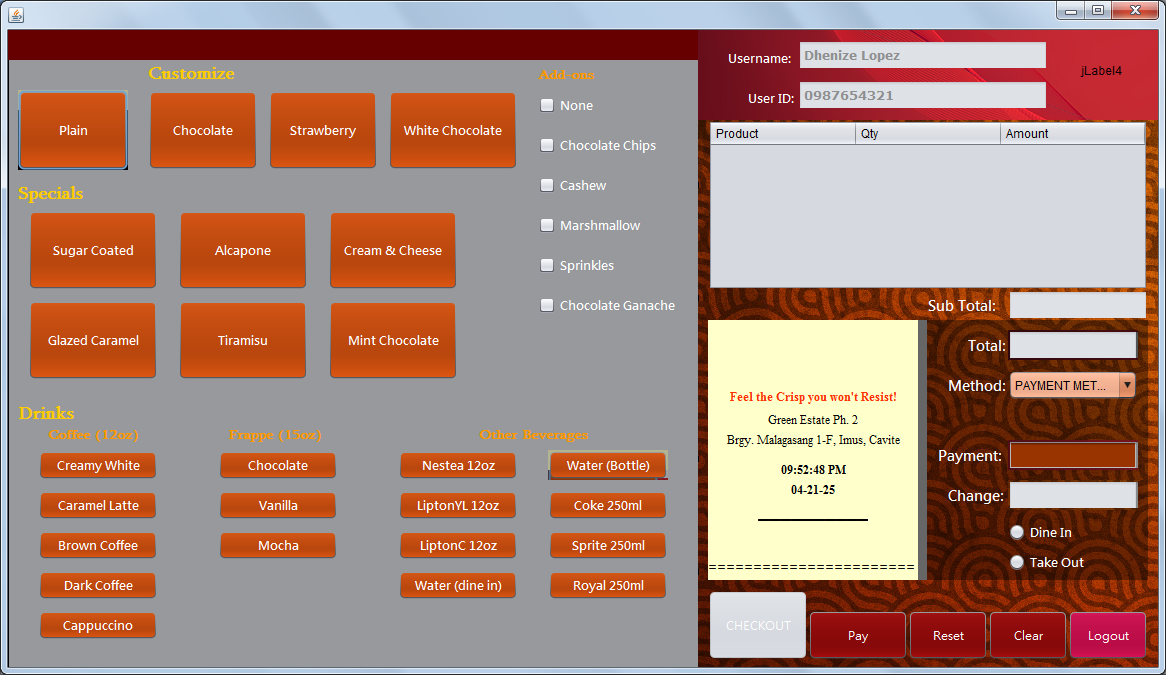 Customize
Plain
Chocolate
Strawberry
White Chocolate
Specials
Sugar Coated
Alcapone
Cream & Cheese
Glazed Caramel
Tiramisu
Mint Chocolate
Add-ons
None
Chocolate Chips
Cashew
Marshmallow
Sprinkles
Chocolate Ganache
Drinks
Coffee (12oz)
Creamy White
Caramel Latte
Brown Coffee
Dark Coffee
Cappuccino
Frappe (15oz)
Chocolate
Vanilla
Mocha
Other Beverages
Nestea 12oz
Water (Bottle)
LiptonYL 12oz
Coke 250ml
LiptonC 12oz
Sprite 250ml
Water (dine in)
Royal 250ml
Username: Dhenize Lopez
User ID: 0987654321
jLabel4
Product Qty Amount
Sub Total:
Total:
Method: PAYMENT MET...
Payment:
Change:
Dine In
Take Out
Feel the Crisp you won't Resist!
Green Estate Ph. 2
Brgy. Malagasang 1-F, Imus, Cavite
09:52:48 PM
04-21-25
=======================
CHECKOUT
Pay
Reset
Clear
Logout